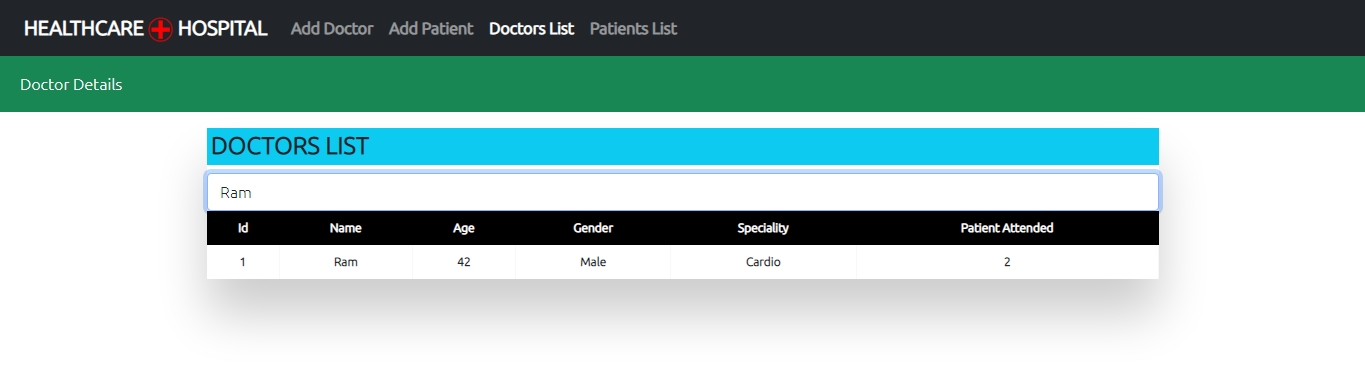 HEALTHCARE HOSPITAL Add Doctor Add Patient Doctors List Patients List
Doctor Details
DOCTORS LIST
Ram
Id Name Age Gender Speciality Patient Attended
1 Ram 42 Male Cardio 2